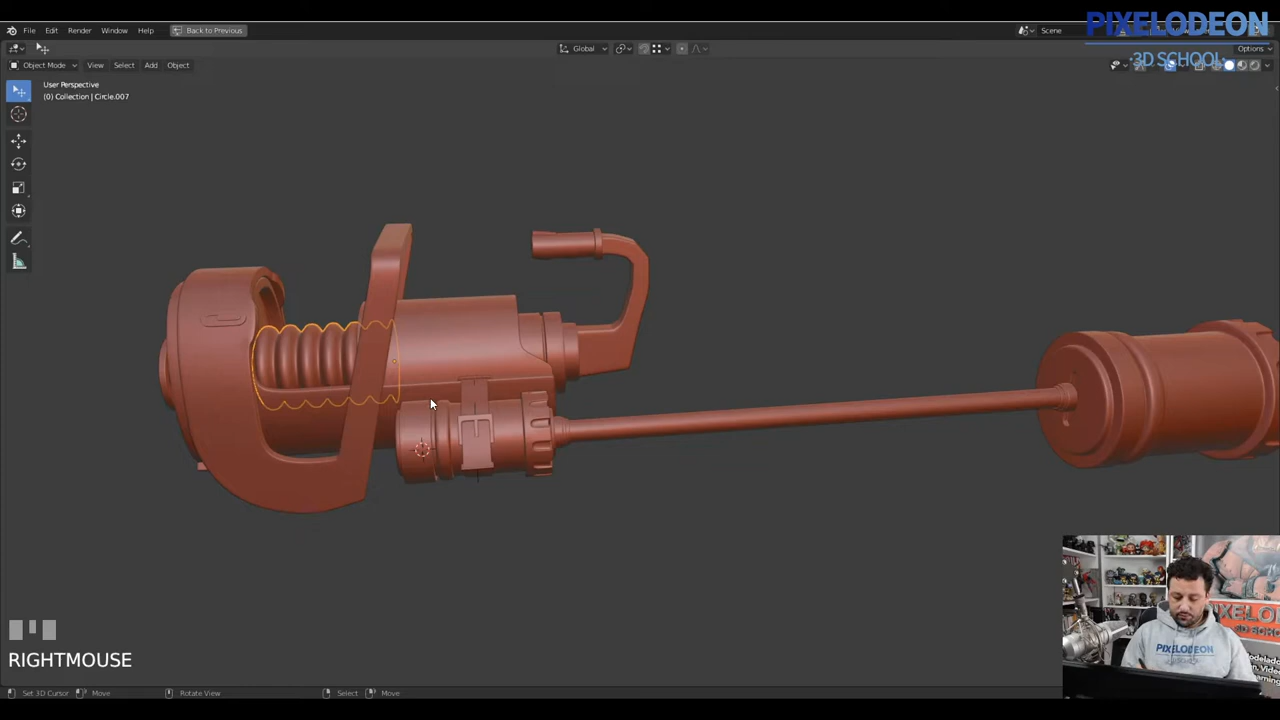 File Edit Render Window Help Back to Previous Scene
PIXELODEON
·3D SCHOOL·
Global Options
Object Mode View Select Add Object
User Perspective
(0) Collection | Circle.007
RIGHTMOUSE
Set 3D Cursor Move Rotate View Select Move
PIXELODEON